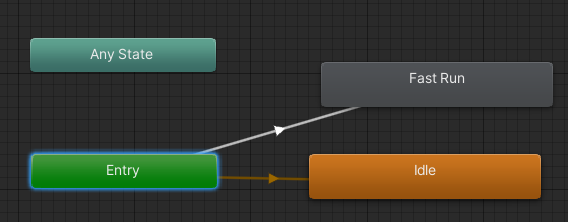 Any State
Fast Run
Entry
Idle